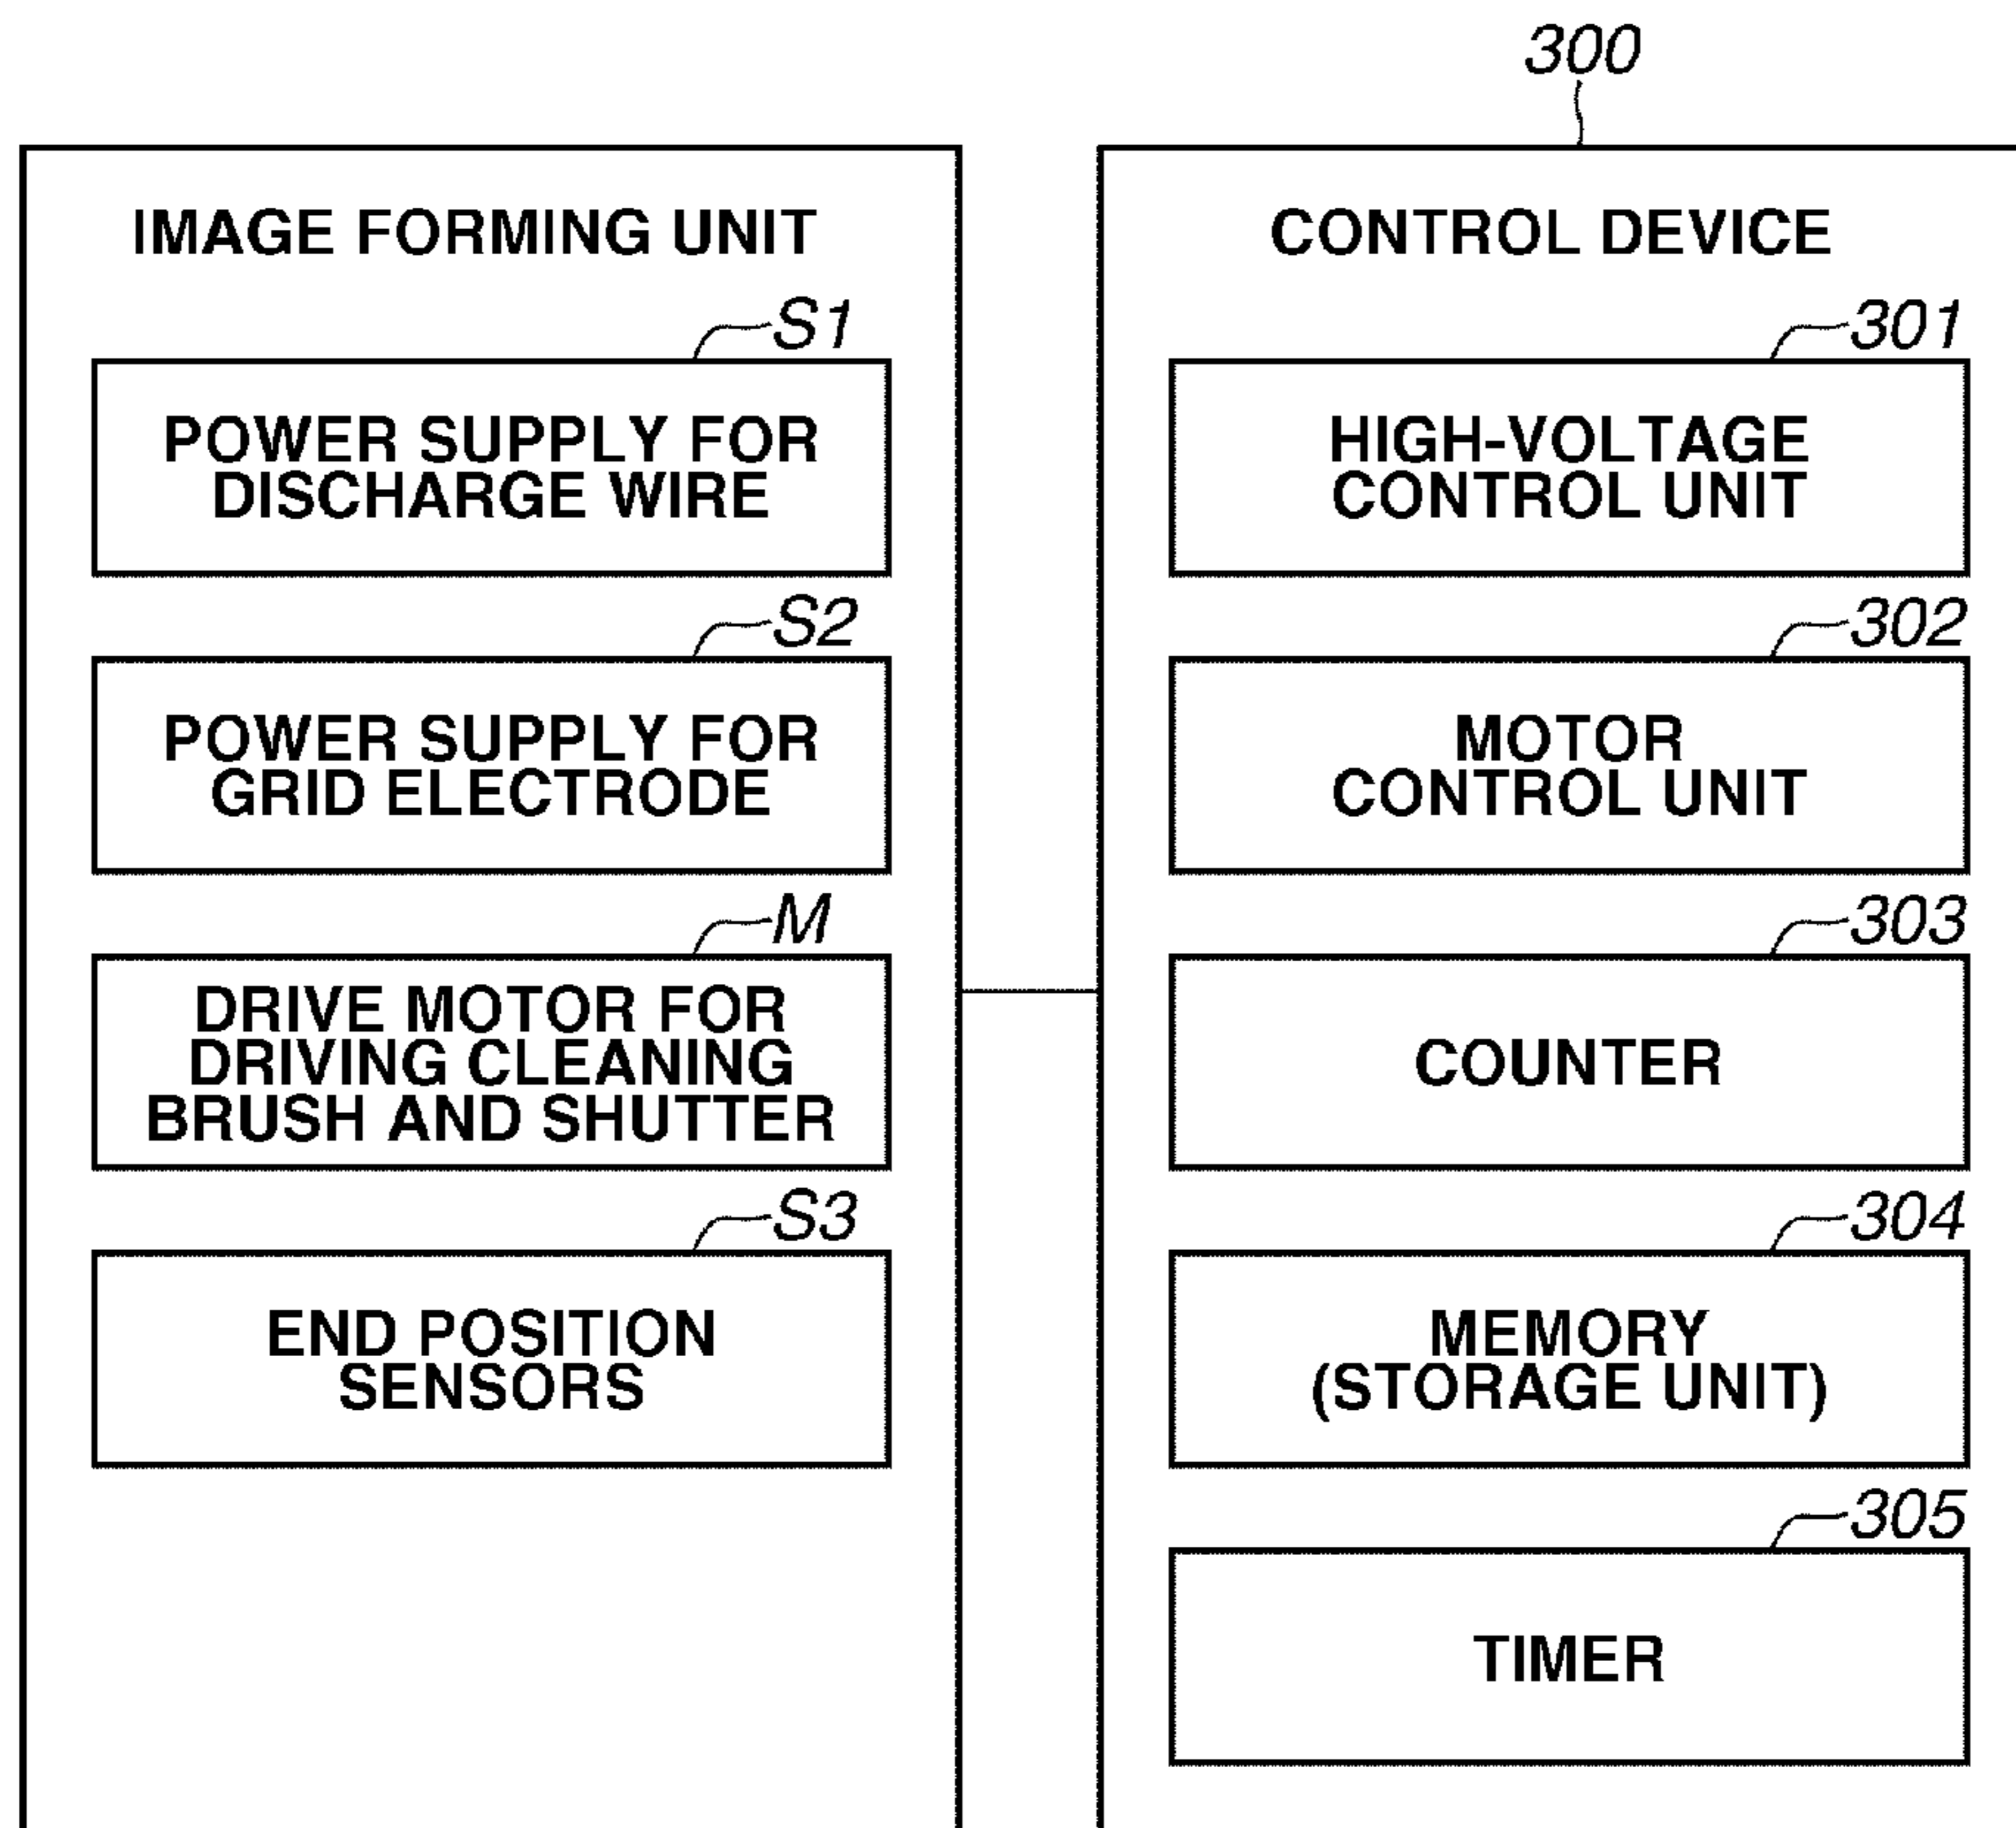 300
IMAGE FORMING UNIT
S1
POWER SUPPLY FOR
DISCHARGE WIRE
S2
POWER SUPPLY FOR
GRID ELECTRODE
M
DRIVE MOTOR FOR
DRIVING CLEANING
BRUSH AND SHUTTER
S3
END POSITION
SENSORS
CONTROL DEVICE
301
HIGH-VOLTAGE
CONTROL UNIT
302
MOTOR
CONTROL UNIT
303
COUNTER
304
MEMORY
(STORAGE UNIT)
305
TIMER